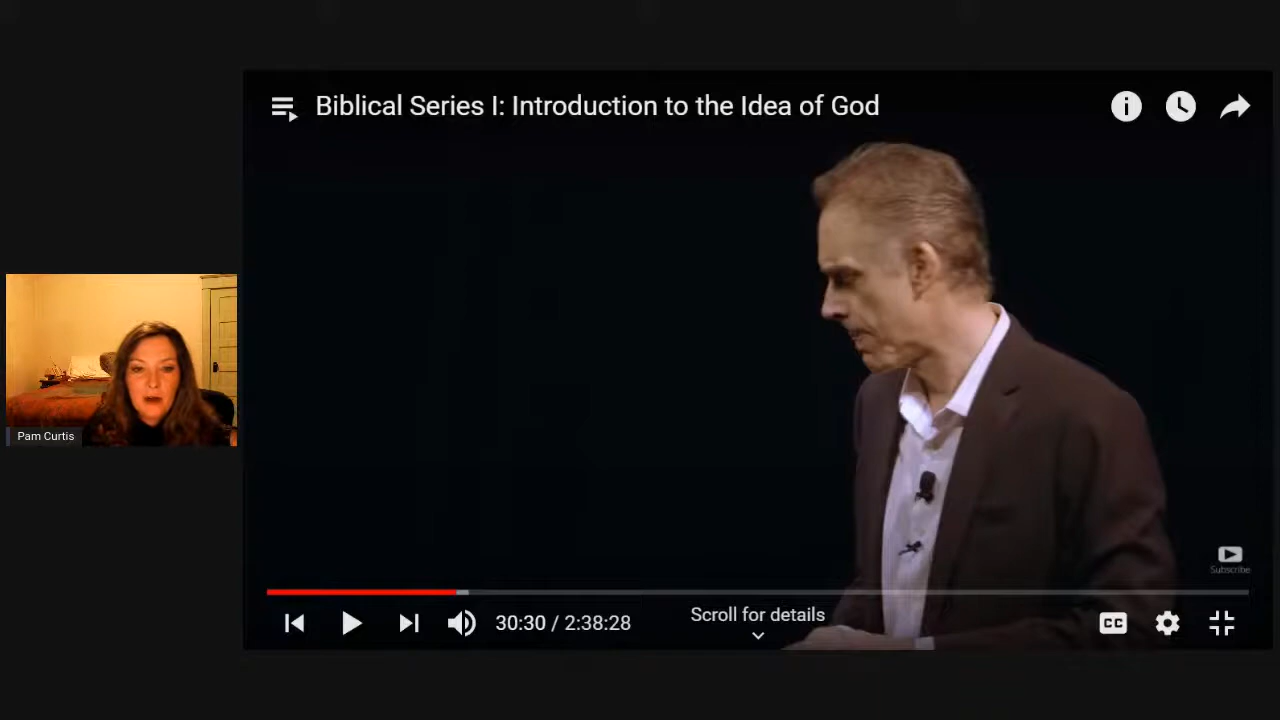 Biblical Series I: Introduction to the Idea of God
Pam Curtis
Subscribe
30:30 / 2:38:28
Scroll for details
CC